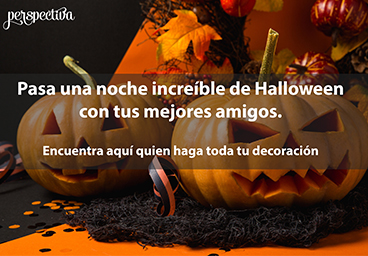 perspectiva
Pasa una noche increíble de Halloween
con tus mejores amigos.
Encuentra aquí quien haga toda tu decoración